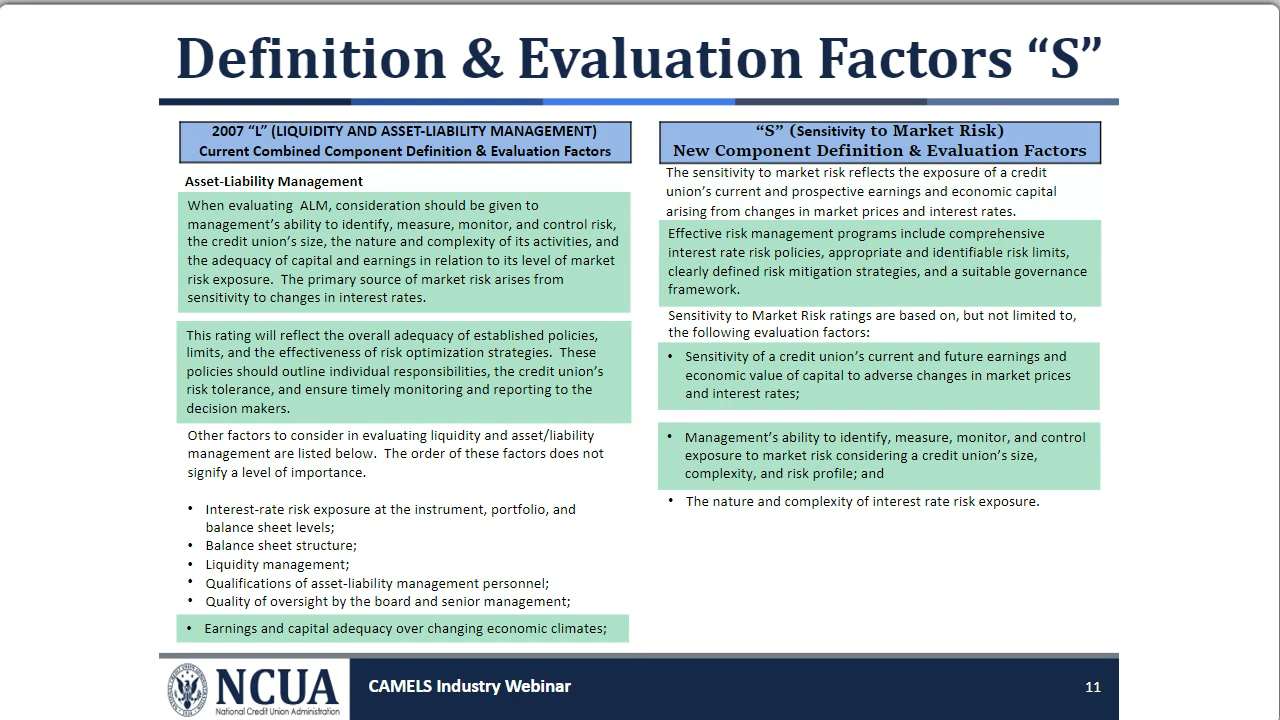 Definition & Evaluation Factors “S”
2007 “L” (LIQUIDITY AND ASSET-LIABILITY MANAGEMENT)
Current Combined Component Definition & Evaluation Factors
Asset-Liability Management
When evaluating ALM, consideration should be given to
management’s ability to identify, measure, monitor, and control risk,
the credit union’s size, the nature and complexity of its activities, and
the adequacy of capital and earnings in relation to its level of market
risk exposure. The primary source of market risk arises from
sensitivity to changes in interest rates.
This rating will reflect the overall adequacy of established policies,
limits, and the effectiveness of risk optimization strategies. These
policies should outline individual responsibilities, the credit union’s
risk tolerance, and ensure timely monitoring and reporting to the
decision makers.
Other factors to consider in evaluating liquidity and asset/liability
management are listed below. The order of these factors does not
signify a level of importance.
• Interest-rate risk exposure at the instrument, portfolio, and
balance sheet levels;
• Balance sheet structure;
• Liquidity management;
• Qualifications of asset-liability management personnel;
• Quality of oversight by the board and senior management;
• Earnings and capital adequacy over changing economic climates;
“S” (Sensitivity to Market Risk)
New Component Definition & Evaluation Factors
The sensitivity to market risk reflects the exposure of a credit
union’s current and prospective earnings and economic capital
arising from changes in market prices and interest rates.
Effective risk management programs include comprehensive
interest rate risk policies, appropriate and identifiable risk limits,
clearly defined risk mitigation strategies, and a suitable governance
framework.
Sensitivity to Market Risk ratings are based on, but not limited to,
the following evaluation factors:
• Sensitivity of a credit union’s current and future earnings and
economic value of capital to adverse changes in market prices
and interest rates;
• Management’s ability to identify, measure, monitor, and control
exposure to market risk considering a credit union’s size,
complexity, and risk profile; and
• The nature and complexity of interest rate risk exposure.
NCUA
National Credit Union Administration
CAMELS Industry Webinar
11